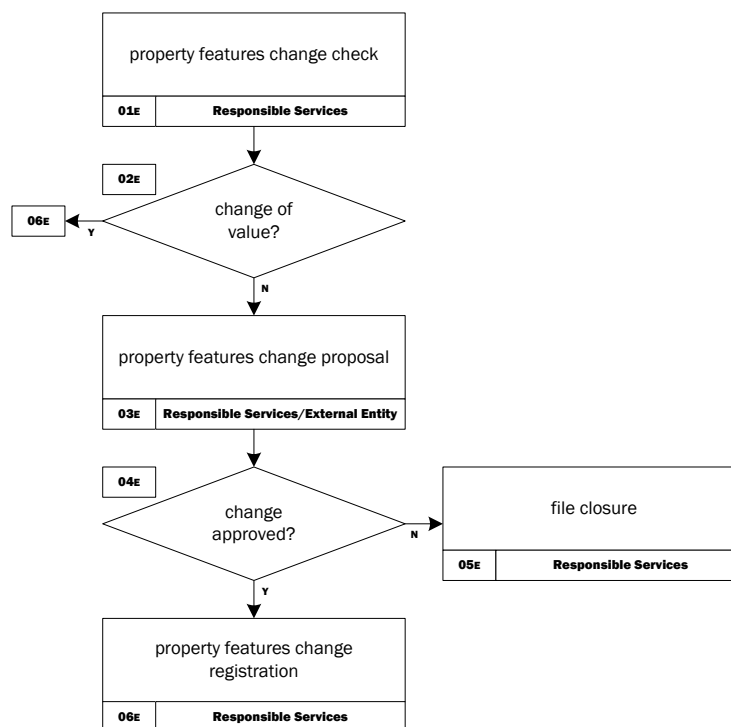 property features change check
01E Responsible Services
02E
change of
value?
06E
Y
N
property features change proposal
03E Responsible Services/External Entity
04E
change
approved?
N
file closure
05E Responsible Services
Y
property features change
registration
06E Responsible Services